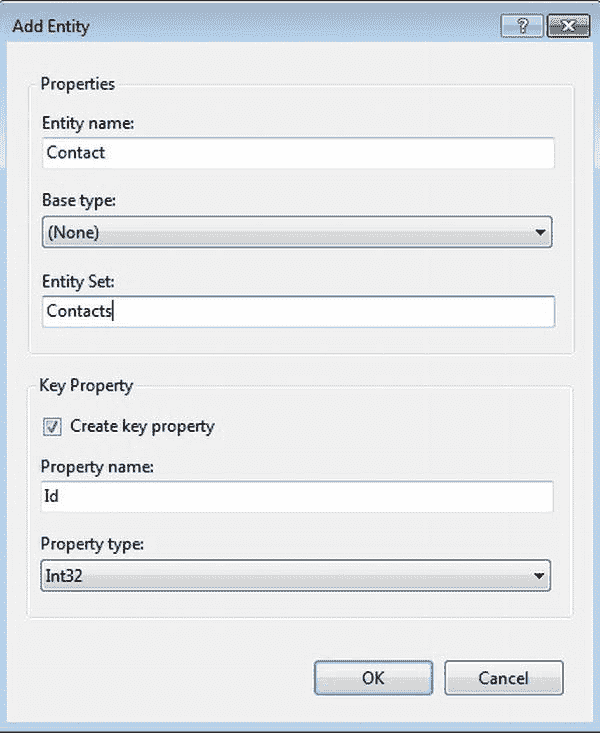 Add Entity
?
Properties
Entity name:
Contact
Base type:
(None)
Entity Set:
Contacts
Key Property
Create key property
Property name:
Id
Property type:
Int32
OK
Cancel